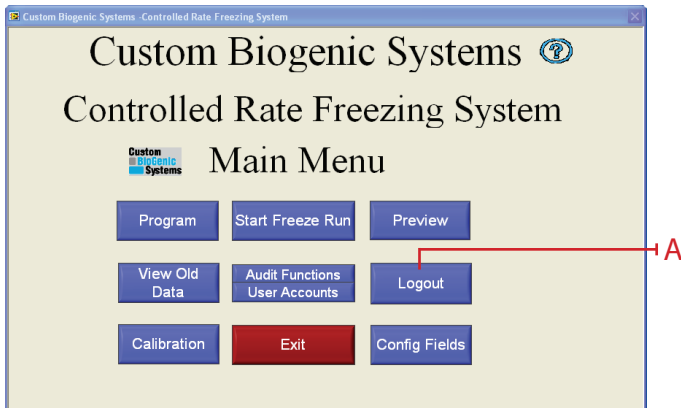 Custom Biogenic Systems -Controlled Rate Freezing System
Custom Biogenic Systems ?
Controlled Rate Freezing System
Custom
BioGenic
Systems
Main Menu
Program
Start Freeze Run
Preview
View Old
Data
Audit Functions
User Accounts
Logout
A
Calibration
Exit
Config Fields